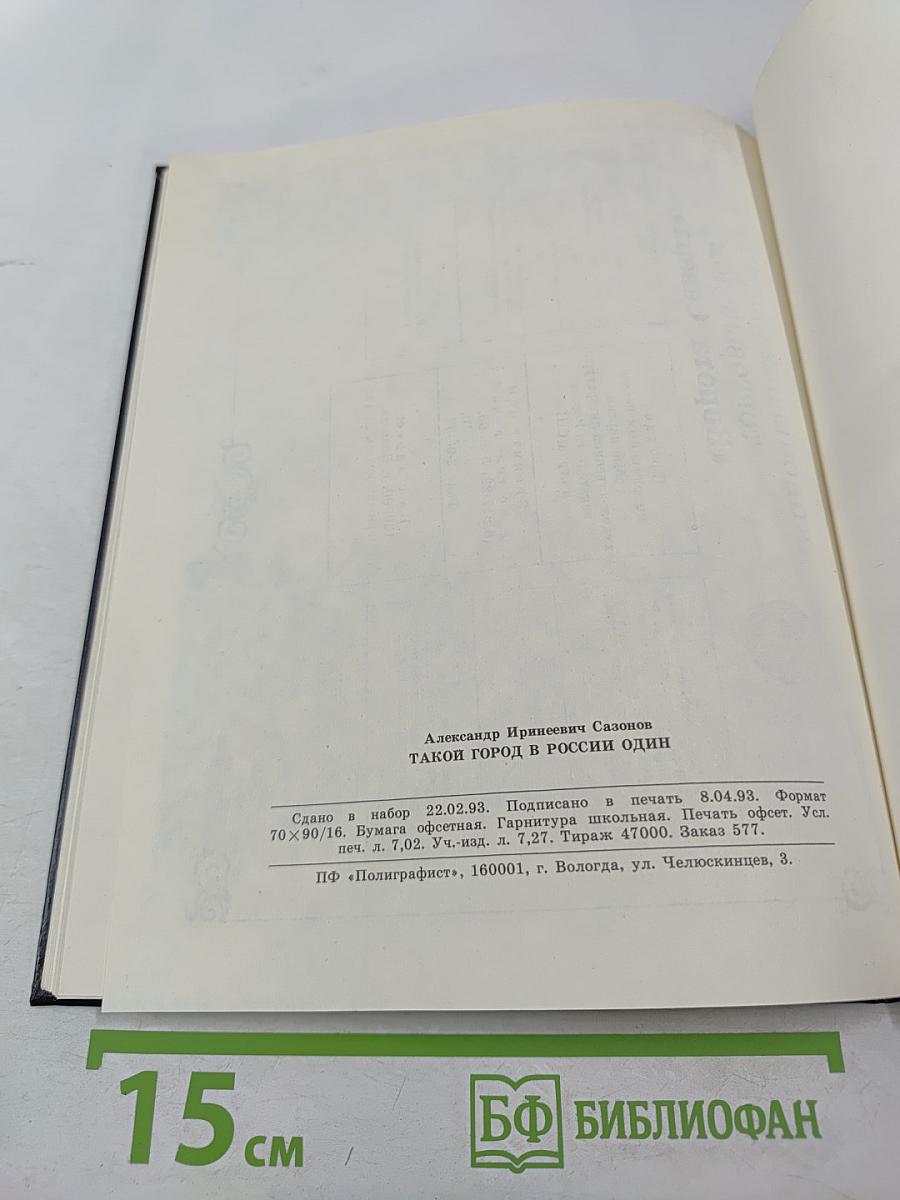 Александр Иринеевич Сазонов
ТАКОЙ ГОРОД В РОССИИ ОДИН
Сдано в набор 22.02.93. Подписано в печать 8.04.93. Формат
70×90/16. Бумага офсетная. Гарнитура школьная. Печать офсет. Усл.
печ. л. 7,02. Уч.-изд. л. 7,27. Тираж 47000. Заказ 577.
ПФ «Полиграфист», 160001, г. Вологда, ул. Челюскинцев, 3.
15 см
БФ БИБЛИОФАН